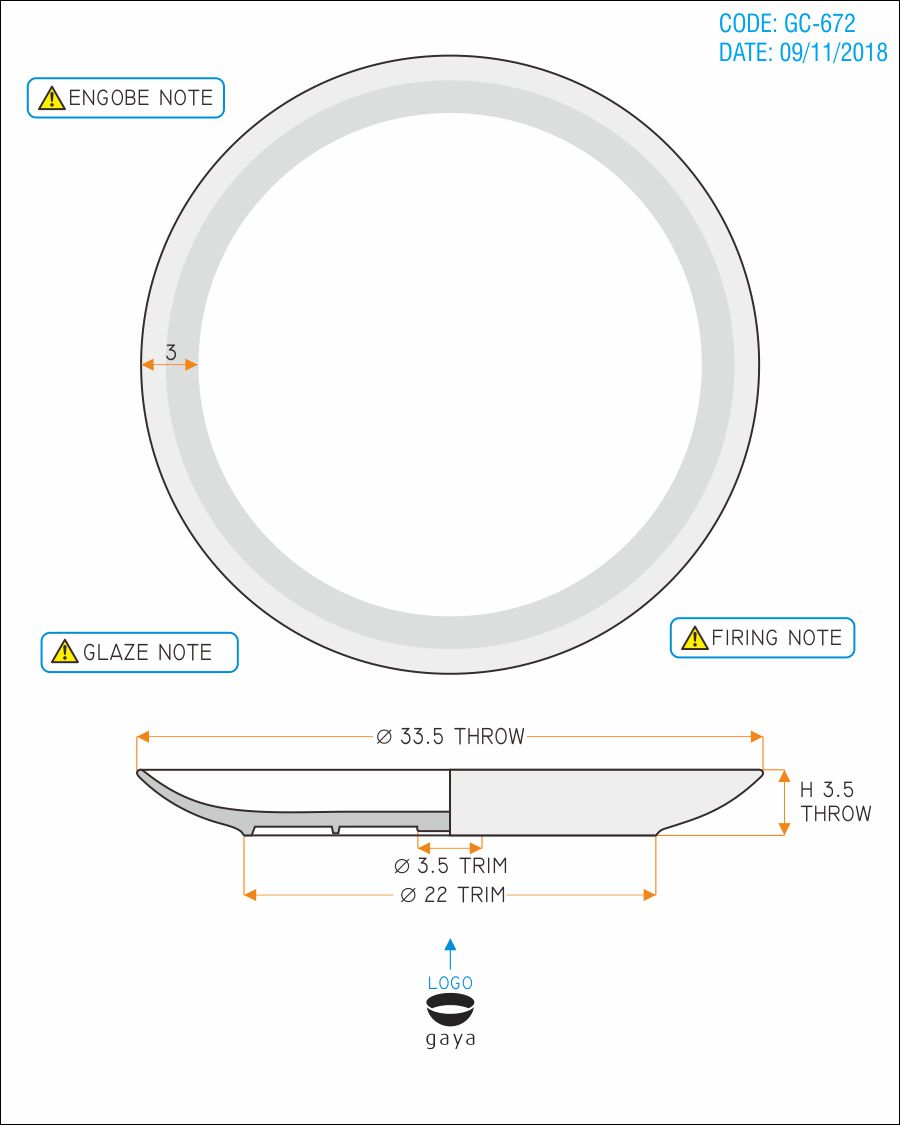 CODE: GC-672
DATE: 09/11/2018
ENGOBE NOTE
3
GLAZE NOTE
FIRING NOTE
Ø 33.5 THROW
H 3.5
THROW
Ø 3.5 TRIM
Ø 22 TRIM
LOGO
gaya